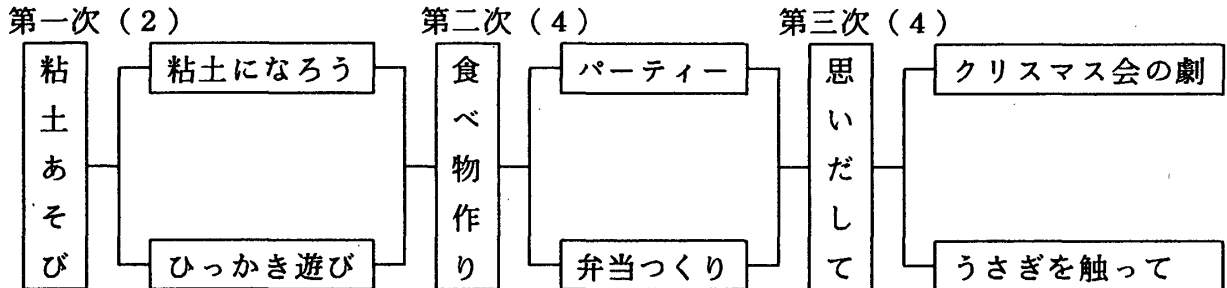 第一次（2）
粘土あそび
粘土になろう
ひっかき遊び
第二次（4）
食べ物作り
パーティー
弁当つくり
第三次（4）
思いだして
クリスマス会の劇
うさぎを触って